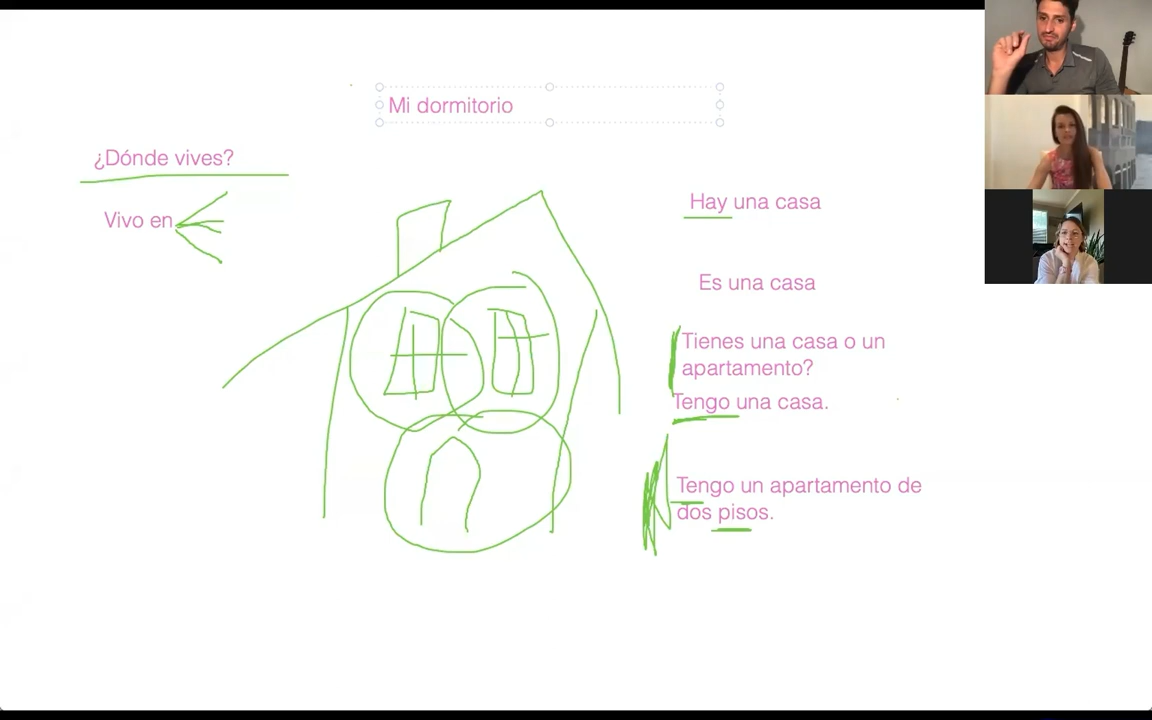 Mi dormitorio
¿Dónde vives?
Vivo en
Hay una casa
Es una casa
Tienes una casa o un
apartamento?
Tengo una casa.
Tengo un apartamento de
dos pisos.